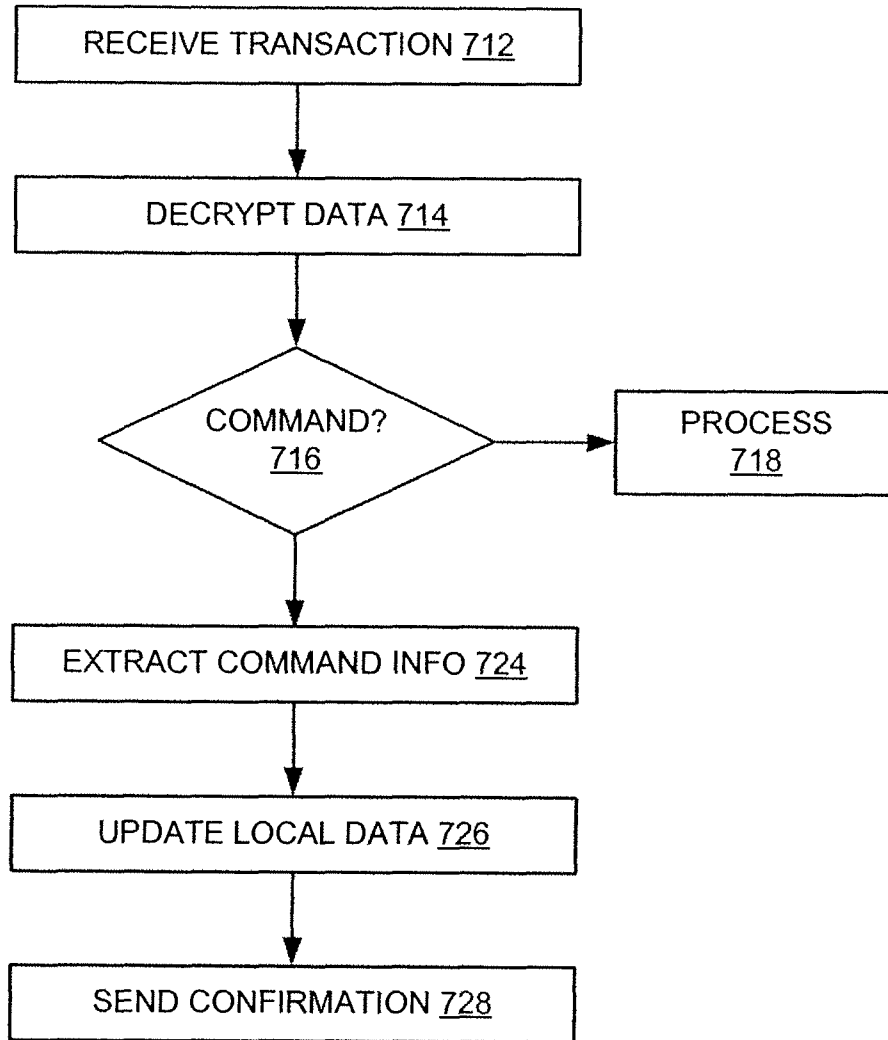 RECEIVE TRANSACTION 712
DECRYPT DATA 714
COMMAND?
716
PROCESS
718
EXTRACT COMMAND INFO 724
UPDATE LOCAL DATA 726
SEND CONFIRMATION 728